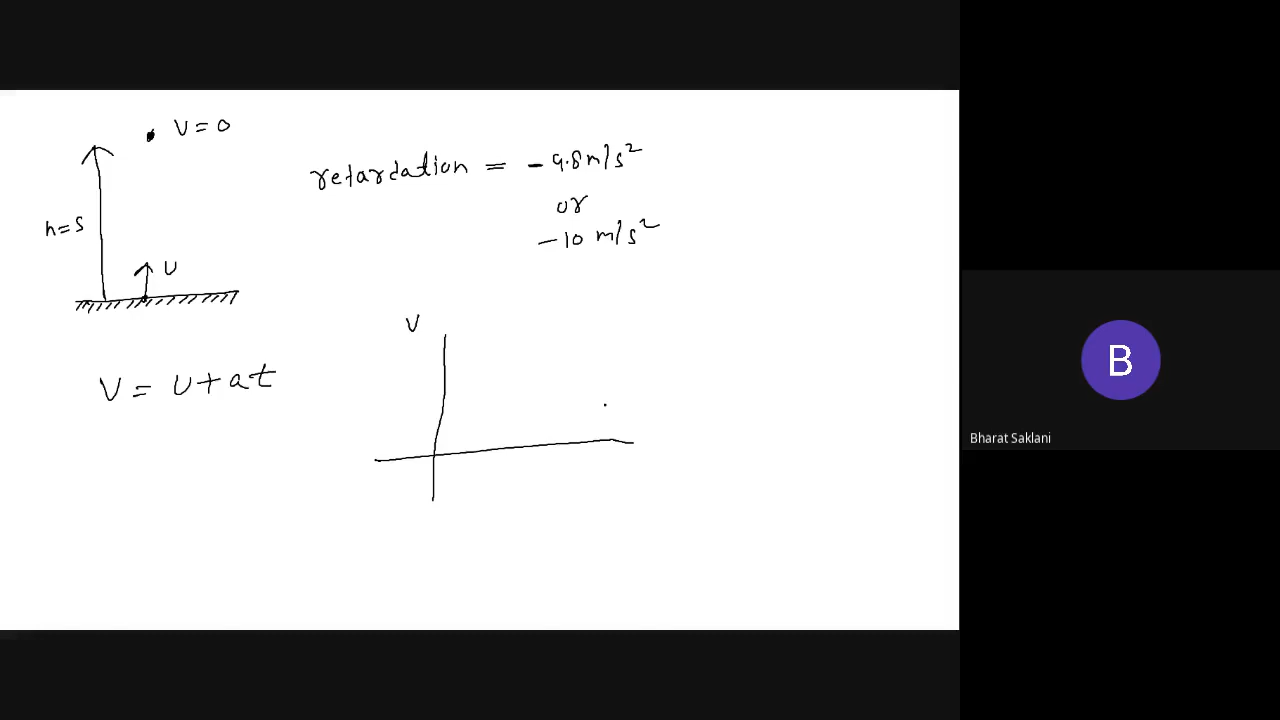 V = 0
retardation = - 9.8 m/s²
or
- 10 m/s²
h = S
U
V
V = U + at
B
Bharat Saklani